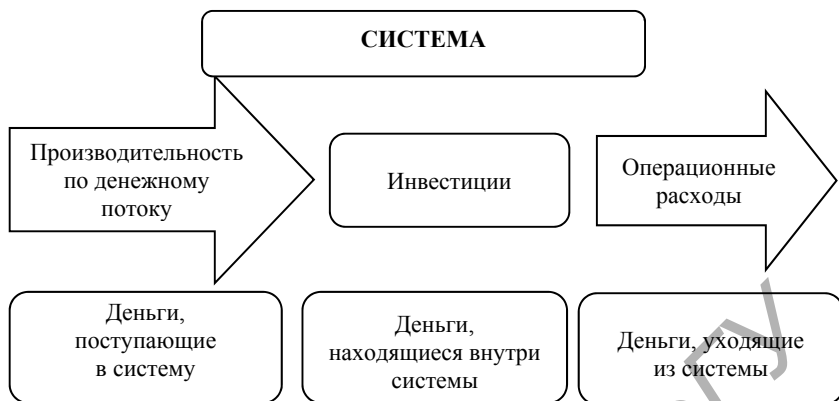 СИСТЕМА
Производительность
по денежному
потоку
Инвестиции
Операционные
расходы
Деньги,
поступающие
в систему
Деньги,
находящиеся внутри
системы
Деньги, уходящие
из системы